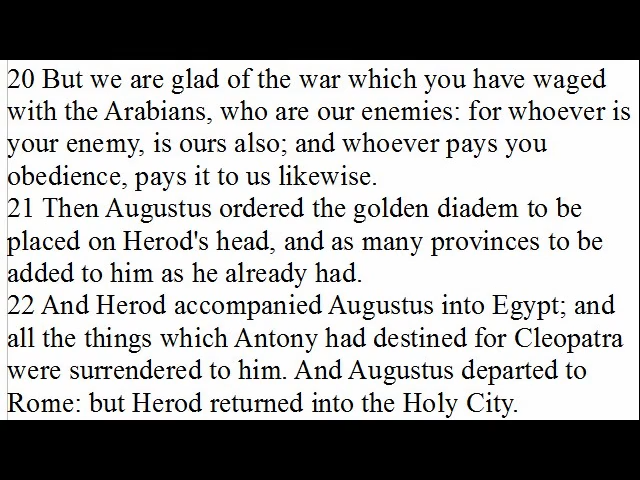 20 But we are glad of the war which you have waged
with the Arabians, who are our enemies: for whoever is
your enemy, is ours also; and whoever pays you
obedience, pays it to us likewise.
21 Then Augustus ordered the golden diadem to be
placed on Herod's head, and as many provinces to be
added to him as he already had.
22 And Herod accompanied Augustus into Egypt; and
all the things which Antony had destined for Cleopatra
were surrendered to him. And Augustus departed to
Rome: but Herod returned into the Holy City.